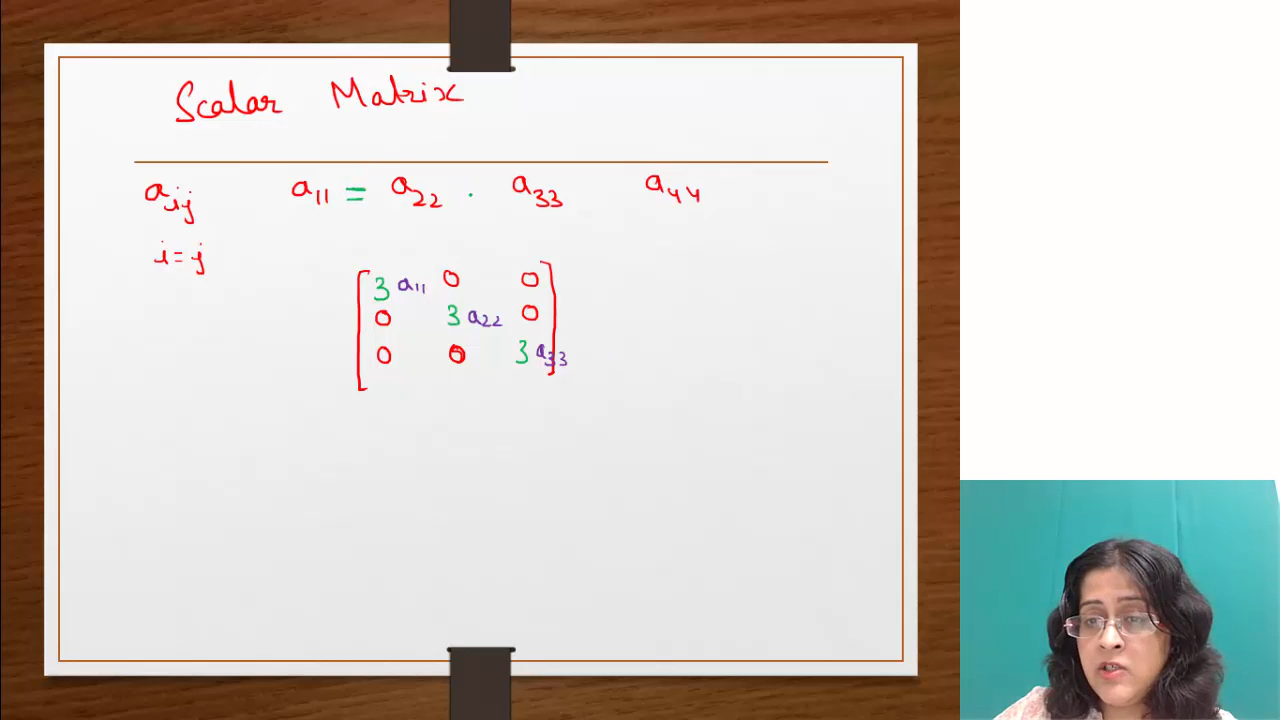 Scalar Matrix
aij a11 = a22 . a33 a44
i = j
3 a11 0 0
0 3 a22 0
0 0 3 a33